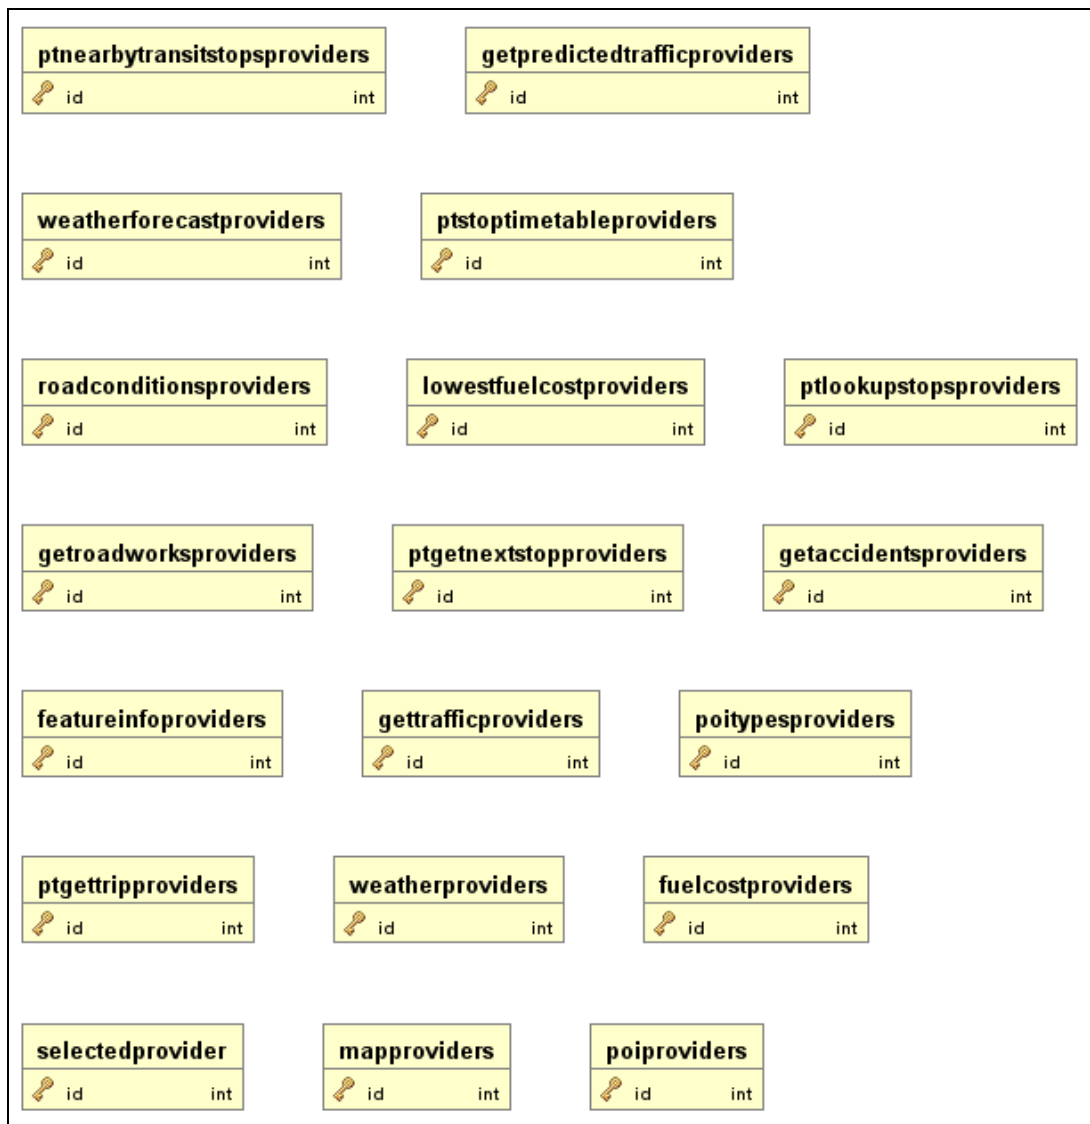 ptnearbytransitstopsproviders getpredictedtrafficproviders
id int id int
weatherforecastproviders ptstoptimetableproviders
id int id int
roadconditionsproviders lowestfuelcostproviders ptlookupstopsproviders
id int id int id int
getroadworksproviders ptgetnextstopproviders getaccidentsproviders
id int id int id int
featureinfoproviders gettrafficproviders poitypesproviders
id int id int id int
ptgettripproviders weatherproviders fuelcostproviders
id int id int id int
selectedprovider mapproviders poiproviders
id int id int id int